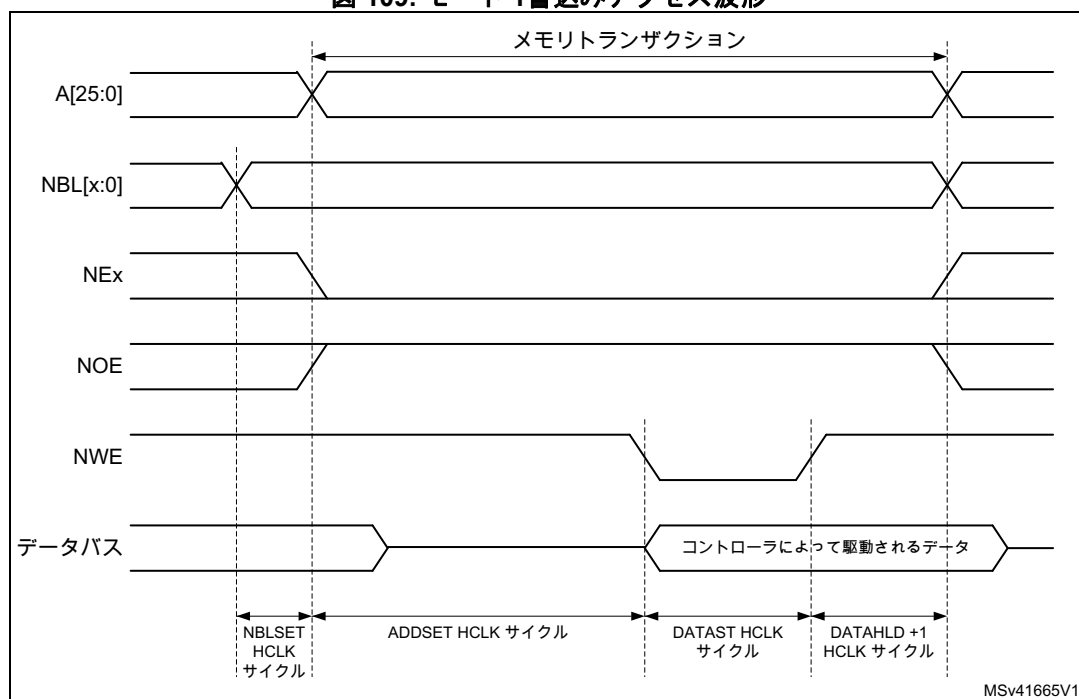 メモリトランザクション
A[25:0]
NBL[x:0]
NEx
NOE
NWE
データバス
コントローラによって駆動されるデータ
NBLSET
HCLK
サイクル
ADDSET HCLK サイクル
DATAST HCLK
サイクル
DATAHLD +1
HCLK サイクル
MSv41665V1